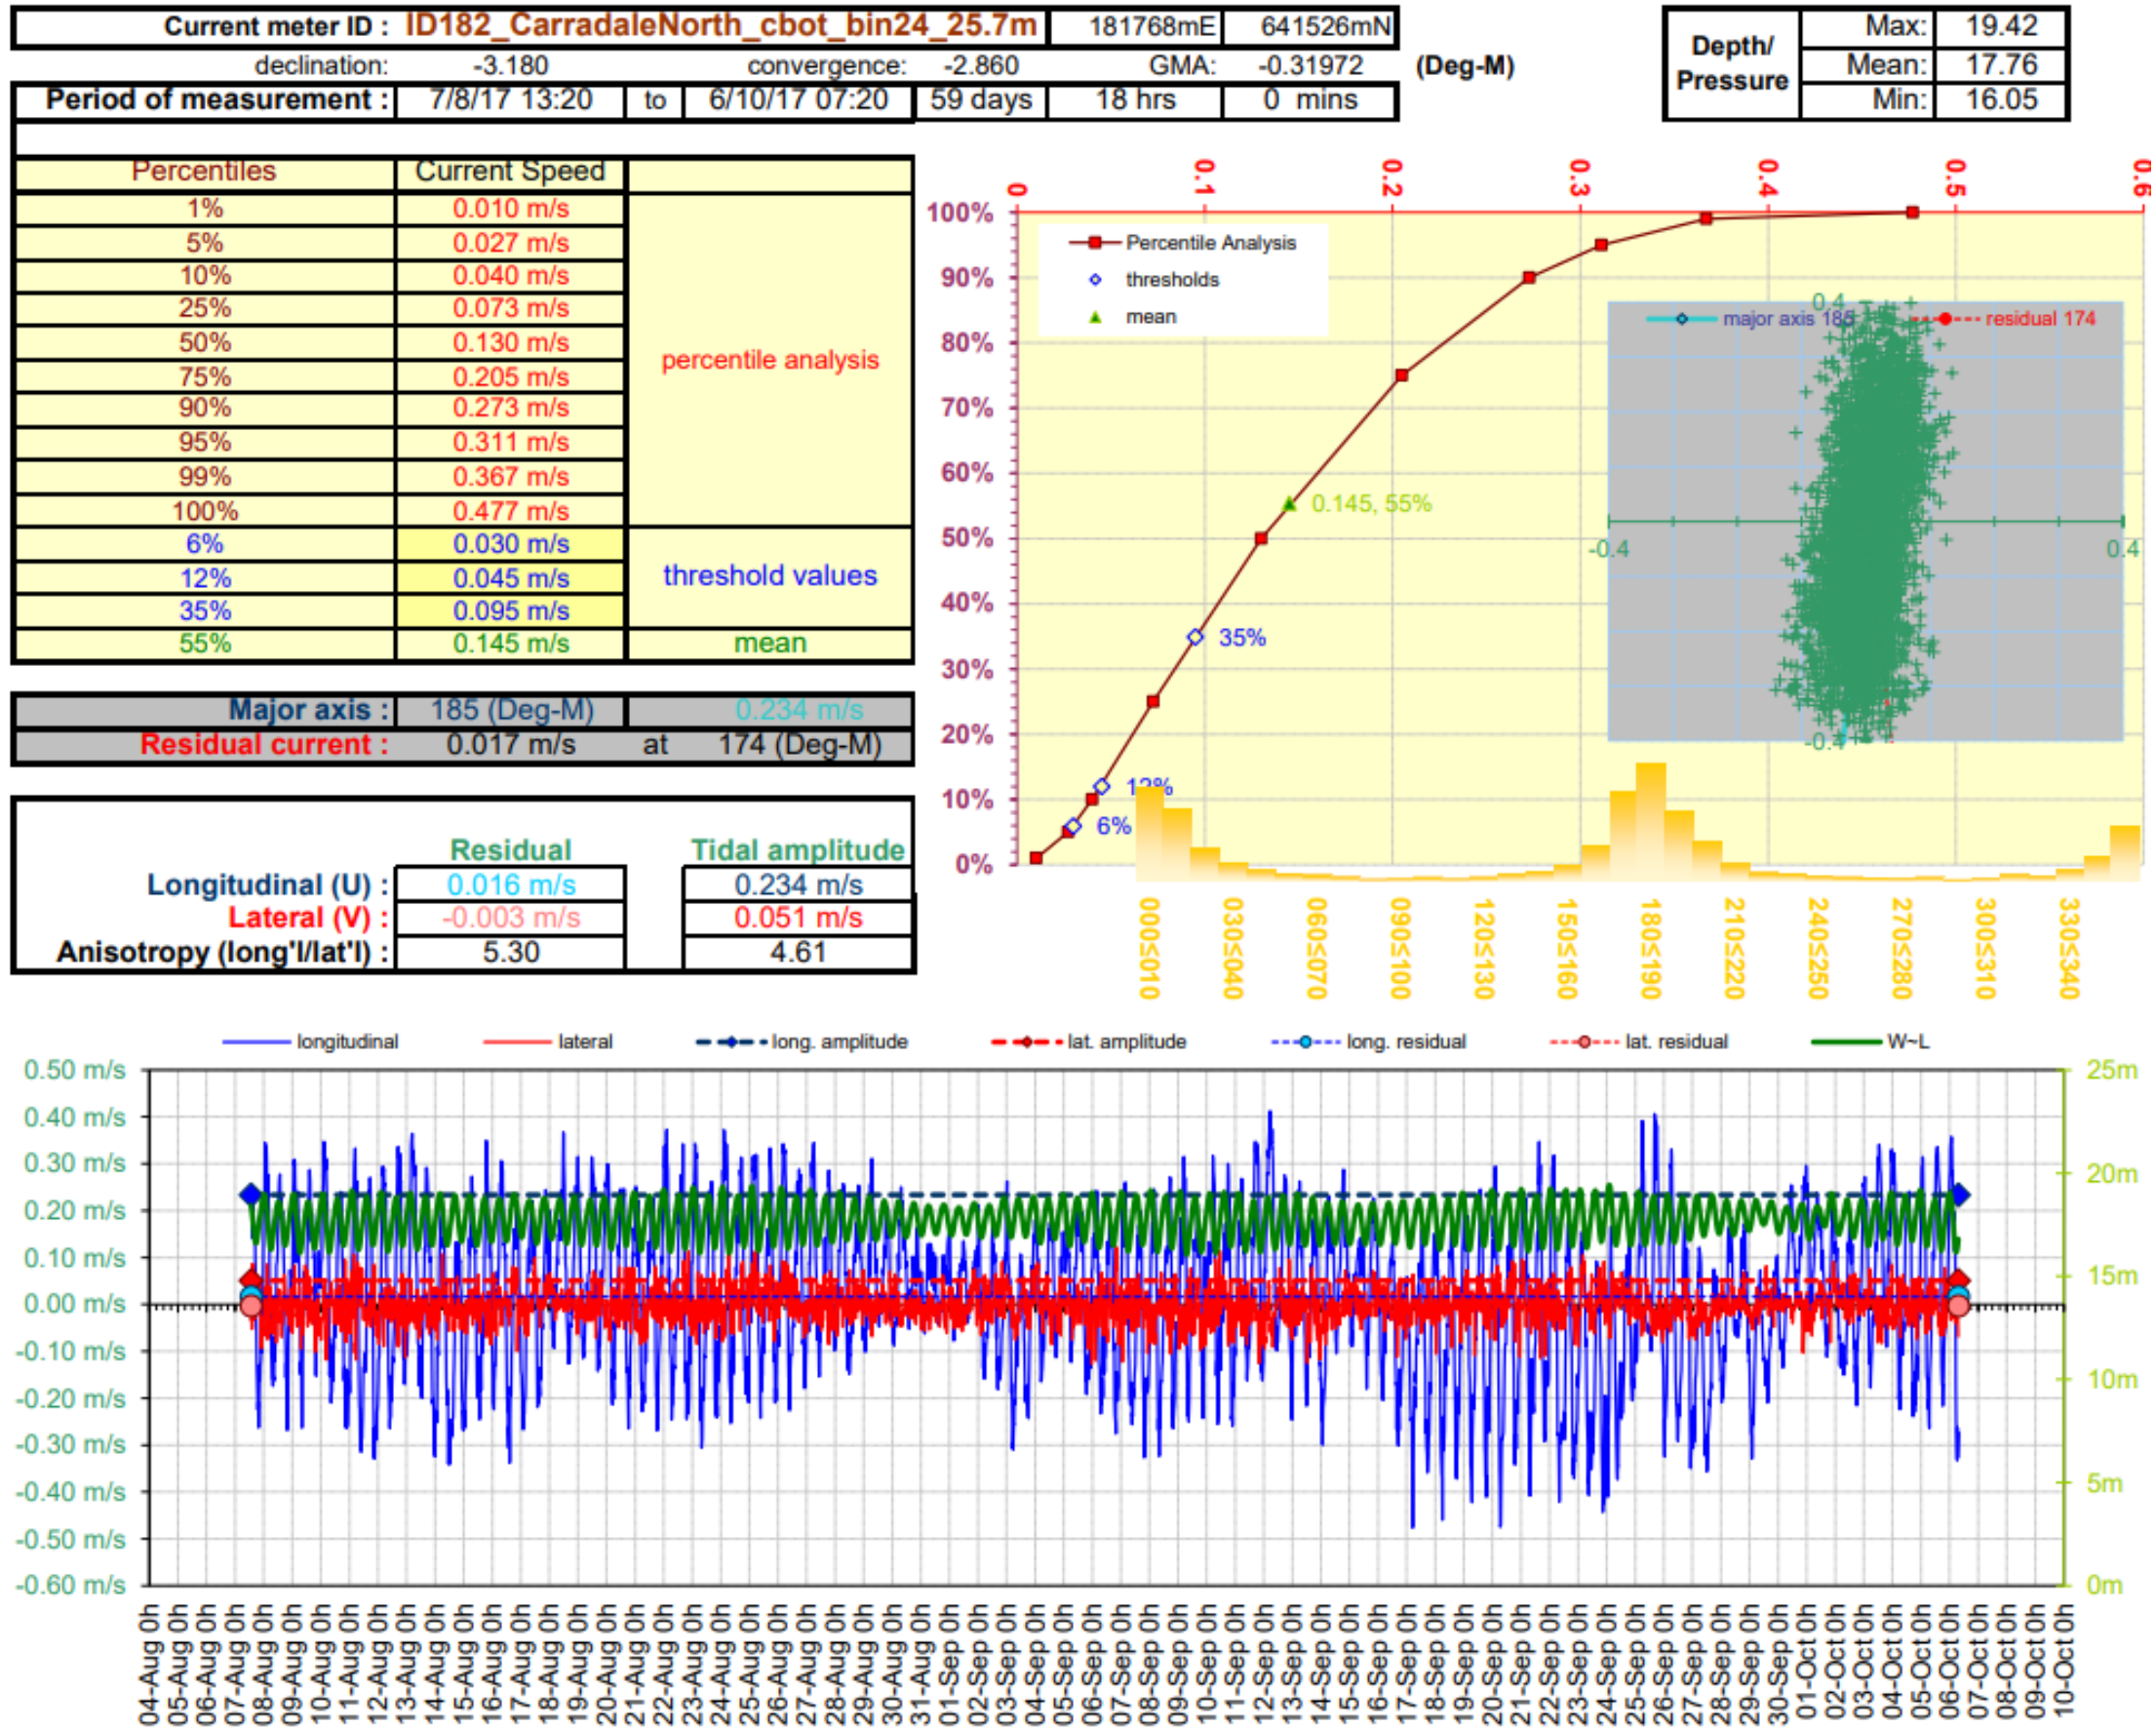 Current meter ID : ID182_CarradaleNorth_cbot_bin24_25.7m 181768mE 641526mN
declination: -3.180 convergence: -2.860 GMA: -0.31972 (Deg-M)
Period of measurement : 7/8/17 13:20 to 6/10/17 07:20 59 days 18 hrs 0 mins
Depth/ Pressure
Max: 19.42
Mean: 17.76
Min: 16.05
Percentiles Current Speed
1% 0.010 m/s
5% 0.027 m/s
10% 0.040 m/s
25% 0.073 m/s
50% 0.130 m/s
75% 0.205 m/s
90% 0.273 m/s
95% 0.311 m/s
99% 0.367 m/s
100% 0.477 m/s
percentile analysis
6% 0.030 m/s
12% 0.045 m/s
35% 0.095 m/s
threshold values
55% 0.145 m/s mean
Major axis : 185 (Deg-M) 0.234 m/s
Residual current : 0.017 m/s at 174 (Deg-M)
Residual Tidal amplitude
Longitudinal (U) : 0.016 m/s 0.234 m/s
Lateral (V) : -0.003 m/s 0.051 m/s
Anisotropy (long'l/lat'l) : 5.30 4.61
0 0.1 0.2 0.3 0.4 0.5 0.6
100%
90%
80%
70%
60%
50%
40%
30%
20%
10%
0%
Percentile Analysis
thresholds
mean
0.145, 55%
35%
12%
6%
0.4
major axis 185 residual 174
-0.4 0.4
-0.4
000≤010 030≤040 060≤070 090≤100 120≤130 150≤160 180≤190 210≤220 240≤250 270≤280 300≤310 330≤340
longitudinal lateral long. amplitude lat. amplitude long. residual lat. residual W~L
0.50 m/s
0.40 m/s
0.30 m/s
0.20 m/s
0.10 m/s
0.00 m/s
-0.10 m/s
-0.20 m/s
-0.30 m/s
-0.40 m/s
-0.50 m/s
-0.60 m/s
25m
20m
15m
10m
5m
0m
04-Aug 0h
05-Aug 0h
06-Aug 0h
07-Aug 0h
08-Aug 0h
09-Aug 0h
10-Aug 0h
11-Aug 0h
12-Aug 0h
13-Aug 0h
14-Aug 0h
15-Aug 0h
16-Aug 0h
17-Aug 0h
18-Aug 0h
19-Aug 0h
20-Aug 0h
21-Aug 0h
22-Aug 0h
23-Aug 0h
24-Aug 0h
25-Aug 0h
26-Aug 0h
27-Aug 0h
28-Aug 0h
29-Aug 0h
30-Aug 0h
31-Aug 0h
01-Sep 0h
02-Sep 0h
03-Sep 0h
04-Sep 0h
05-Sep 0h
06-Sep 0h
07-Sep 0h
08-Sep 0h
09-Sep 0h
10-Sep 0h
11-Sep 0h
12-Sep 0h
13-Sep 0h
14-Sep 0h
15-Sep 0h
16-Sep 0h
17-Sep 0h
18-Sep 0h
19-Sep 0h
20-Sep 0h
21-Sep 0h
22-Sep 0h
23-Sep 0h
24-Sep 0h
25-Sep 0h
26-Sep 0h
27-Sep 0h
28-Sep 0h
29-Sep 0h
30-Sep 0h
01-Oct 0h
02-Oct 0h
03-Oct 0h
04-Oct 0h
05-Oct 0h
06-Oct 0h
07-Oct 0h
08-Oct 0h
09-Oct 0h
10-Oct 0h